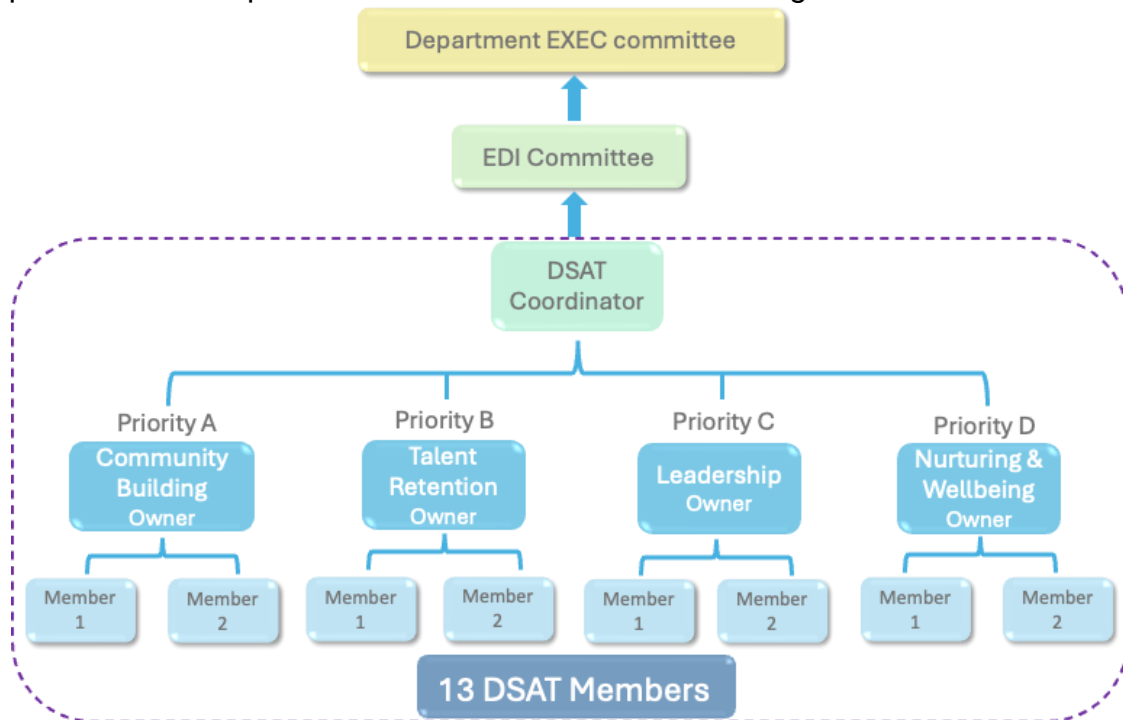 Department EXEC committee
EDI Committee
DSAT
Coordinator
Priority A
Priority B
Priority C
Priority D
Community
Building
Owner
Talent
Retention
Owner
Leadership
Owner
Nurturing &
Wellbeing
Owner
Member
1
Member
2
Member
1
Member
2
Member
1
Member
2
Member
1
Member
2
13 DSAT Members